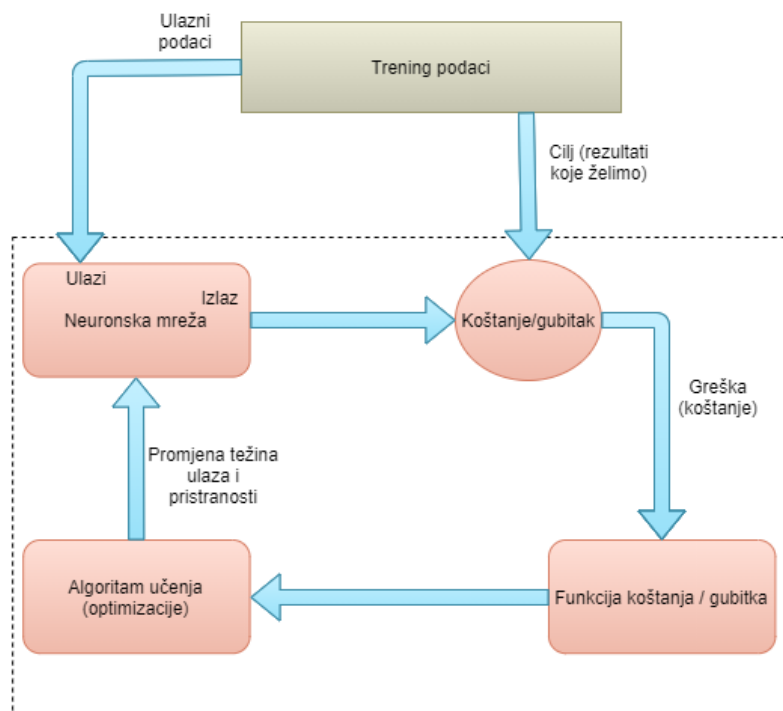 Ulazni
podaci
Trening podaci
Cilj (rezultati
koje želimo)
Ulazi
Izlaz
Neuronska mreža
Koštanje/gubitak
Greška
(koštanje)
Promjena težina
ulaza i
pristranosti
Algoritam učenja
(optimizacije)
Funkcija koštanja / gubitka